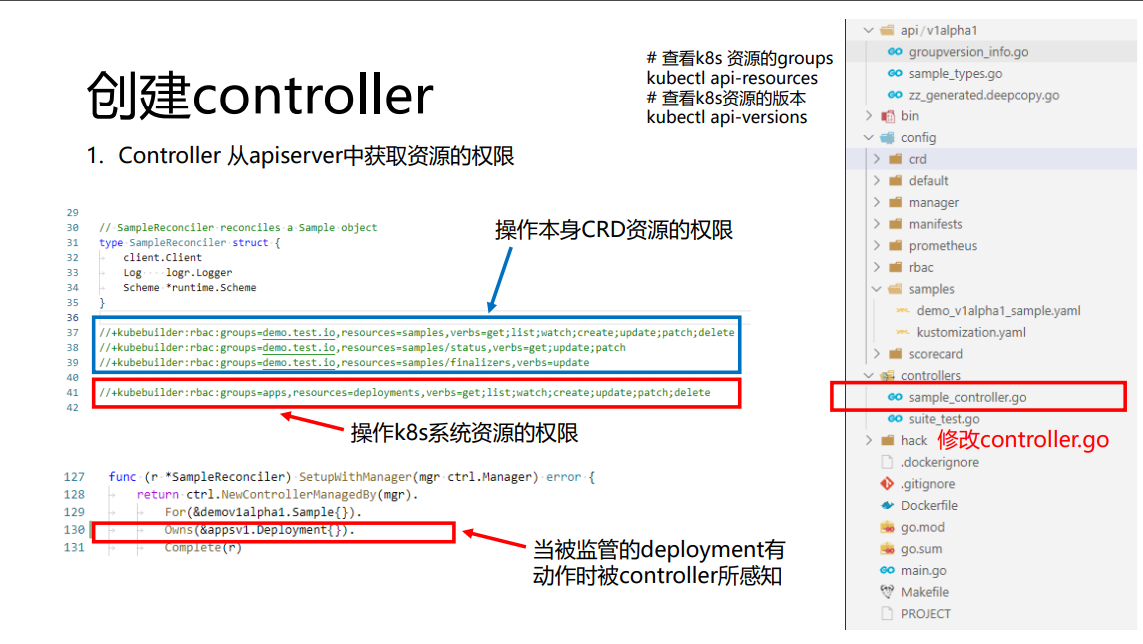 创建controller
# 查看k8s 资源的groups
kubectl api-resources
# 查看k8s资源的版本
kubectl api-versions
1. Controller 从apiserver中获取资源的权限
操作本身CRD资源的权限
29
30 // SampleReconciler reconciles a Sample object
31 type SampleReconciler struct {
32 client.Client
33 Log logr.Logger
34 Scheme *runtime.Scheme
35 }
36
37 //+kubebuilder:rbac:groups=demo.test.io,resources=samples,verbs=get;list;watch;create;update;patch;delete
38 //+kubebuilder:rbac:groups=demo.test.io,resources=samples/status,verbs=get;update;patch
39 //+kubebuilder:rbac:groups=demo.test.io,resources=samples/finalizers,verbs=update
40
41 //+kubebuilder:rbac:groups=apps,resources=deployments,verbs=get;list;watch;create;update;patch;delete
42
操作k8s系统资源的权限
127 func (r *SampleReconciler) SetupWithManager(mgr ctrl.Manager) error {
128 return ctrl.NewControllerManagedBy(mgr).
129 For(&demov1alpha1.Sample{}).
130 Owns(&appsv1.Deployment{}).
131 Complete(r)
当被监管的deployment有
动作时被controller所感知
api/v1alpha1
groupversion_info.go
sample_types.go
zz_generated.deepcopy.go
bin
config
crd
default
manager
manifests
prometheus
rbac
samples
demo_v1alpha1_sample.yaml
kustomization.yaml
scorecard
controllers
sample_controller.go
suite_test.go
hack
修改controller.go
.dockerignore
.gitignore
Dockerfile
go.mod
go.sum
main.go
Makefile
PROJECT